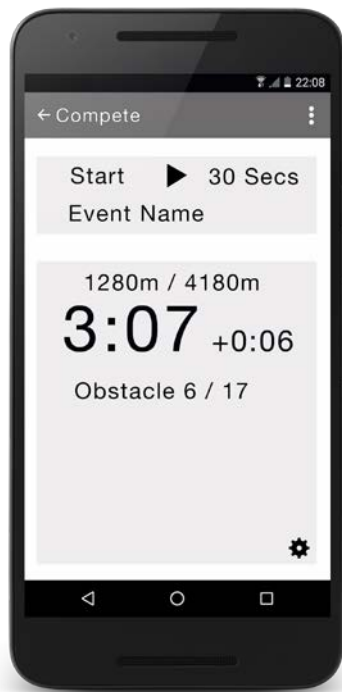 22:08
Compete
Start 30 Secs
Event Name
1280m / 4180m
3:07 +0:06
Obstacle 6 / 17